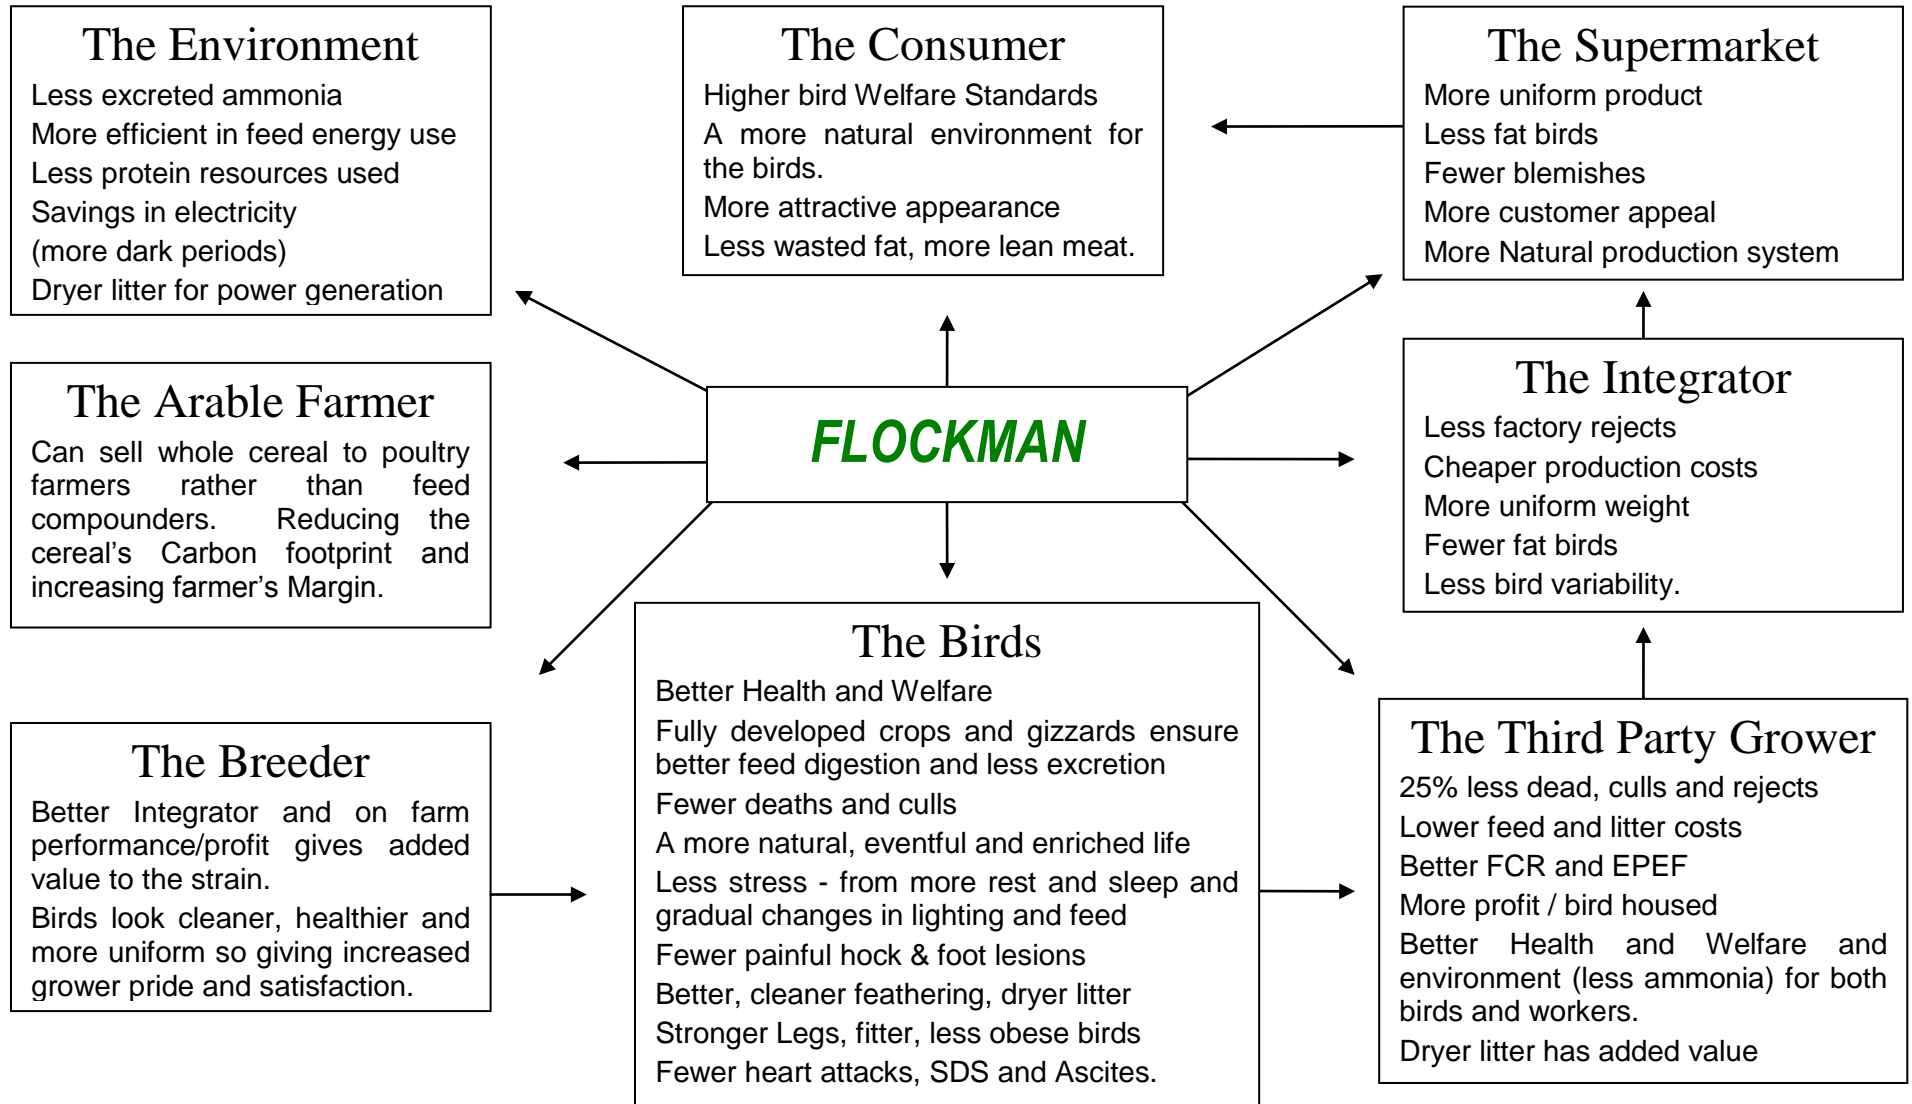 The Environment
Less excreted ammonia
More efficient in feed energy use
Less protein resources used
Savings in electricity
(more dark periods)
Dryer litter for power generation
The Consumer
Higher bird Welfare Standards
A more natural environment for
the birds.
More attractive appearance
Less wasted fat, more lean meat.
The Supermarket
More uniform product
Less fat birds
Fewer blemishes
More customer appeal
More Natural production system
The Arable Farmer
Can sell whole cereal to poultry
farmers rather than feed
compounders. Reducing the
cereal’s Carbon footprint and
increasing farmer’s Margin.
FLOCKMAN
The Integrator
Less factory rejects
Cheaper production costs
More uniform weight
Fewer fat birds
Less bird variability.
The Breeder
Better Integrator and on farm
performance/profit gives added
value to the strain.
Birds look cleaner, healthier and
more uniform so giving increased
grower pride and satisfaction.
The Birds
Better Health and Welfare
Fully developed crops and gizzards ensure
better feed digestion and less excretion
Fewer deaths and culls
A more natural, eventful and enriched life
Less stress - from more rest and sleep and
gradual changes in lighting and feed
Fewer painful hock & foot lesions
Better, cleaner feathering, dryer litter
Stronger Legs, fitter, less obese birds
Fewer heart attacks, SDS and Ascites.
The Third Party Grower
25% less dead, culls and rejects
Lower feed and litter costs
Better FCR and EPEF
More profit / bird housed
Better Health and Welfare and
environment (less ammonia) for both
birds and workers.
Dryer litter has added value